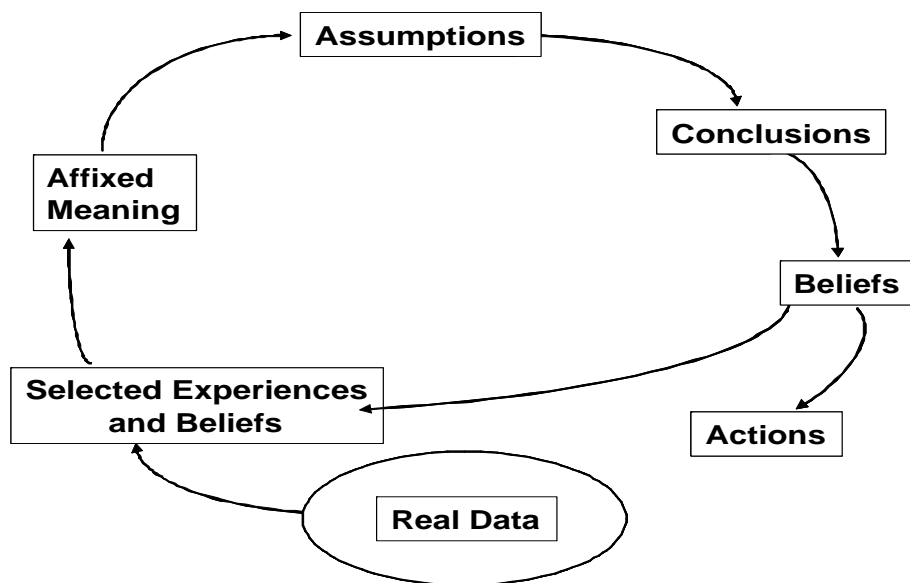 Assumptions
Conclusions
Affixed
Meaning
Beliefs
Selected Experiences
and Beliefs
Actions
Real Data